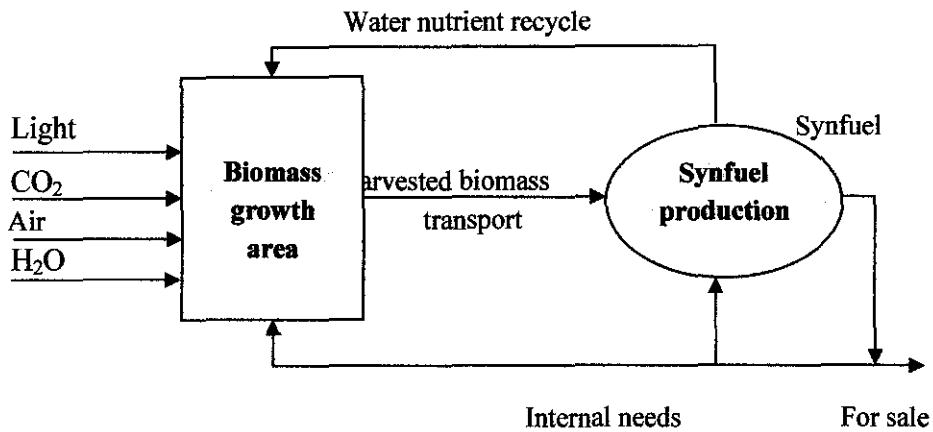 Water nutrient recycle
Light
CO₂
Air
H₂O
Biomass
growth
area
arvested biomass
transport
Synfuel
production
Synfuel
Internal needs
For sale